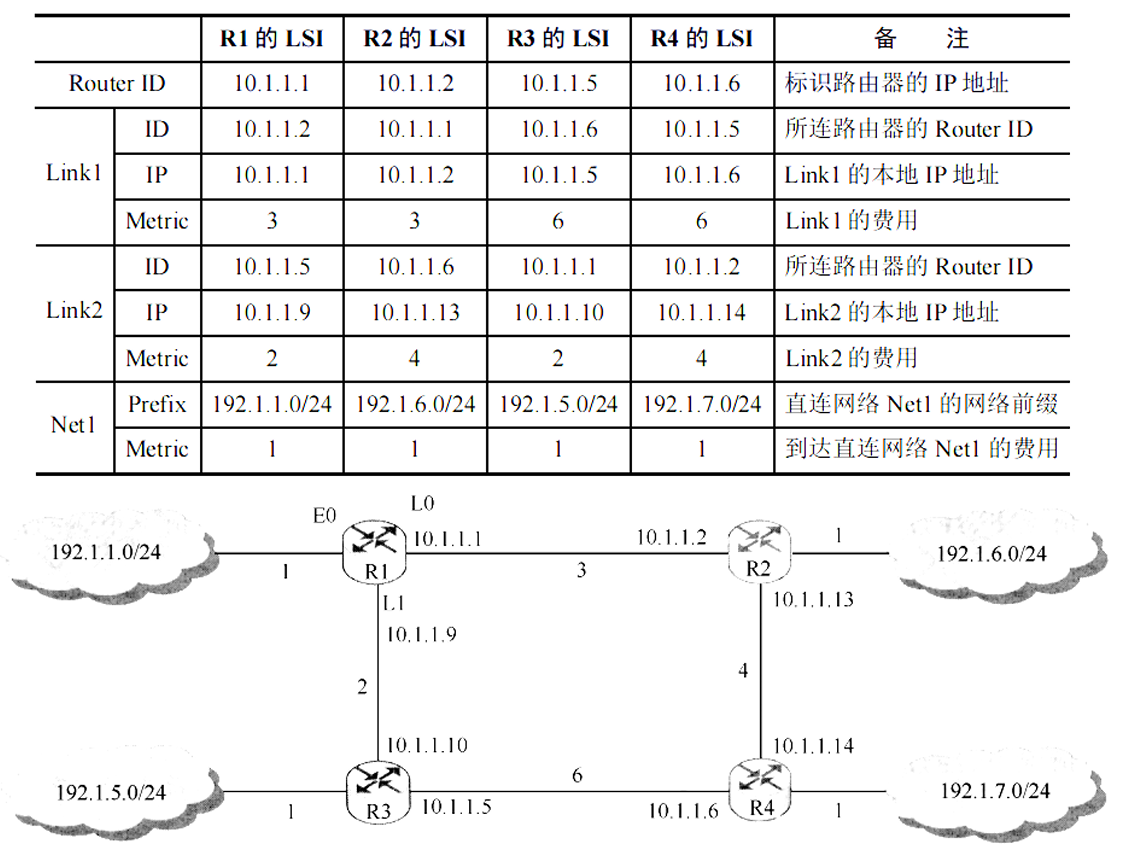 R1 的 LSI R2 的 LSI R3 的 LSI R4 的 LSI 备 注
Router ID 10.1.1.1 10.1.1.2 10.1.1.5 10.1.1.6 标识路由器的 IP 地址
Link1 ID 10.1.1.2 10.1.1.1 10.1.1.6 10.1.1.5 所连路由器的 Router ID
IP 10.1.1.1 10.1.1.2 10.1.1.5 10.1.1.6 Link1 的本地 IP 地址
Metric 3 3 6 6 Link1 的费用
Link2 ID 10.1.1.5 10.1.1.6 10.1.1.1 10.1.1.2 所连路由器的 Router ID
IP 10.1.1.9 10.1.1.13 10.1.1.10 10.1.1.14 Link2 的本地 IP 地址
Metric 2 4 2 4 Link2 的费用
Net1 Prefix 192.1.1.0/24 192.1.6.0/24 192.1.5.0/24 192.1.7.0/24 直连网络 Net1 的网络前缀
Metric 1 1 1 1 到达直连网络 Net1 的费用
E0 L0
192.1.1.0/24 10.1.1.1 10.1.1.2 1 192.1.6.0/24
1 R1 3 R2
L1 10.1.1.13
10.1.1.9
2 4
10.1.1.10 10.1.1.14
192.1.5.0/24 6 192.1.7.0/24
1 R3 10.1.1.5 10.1.1.6 R4 1